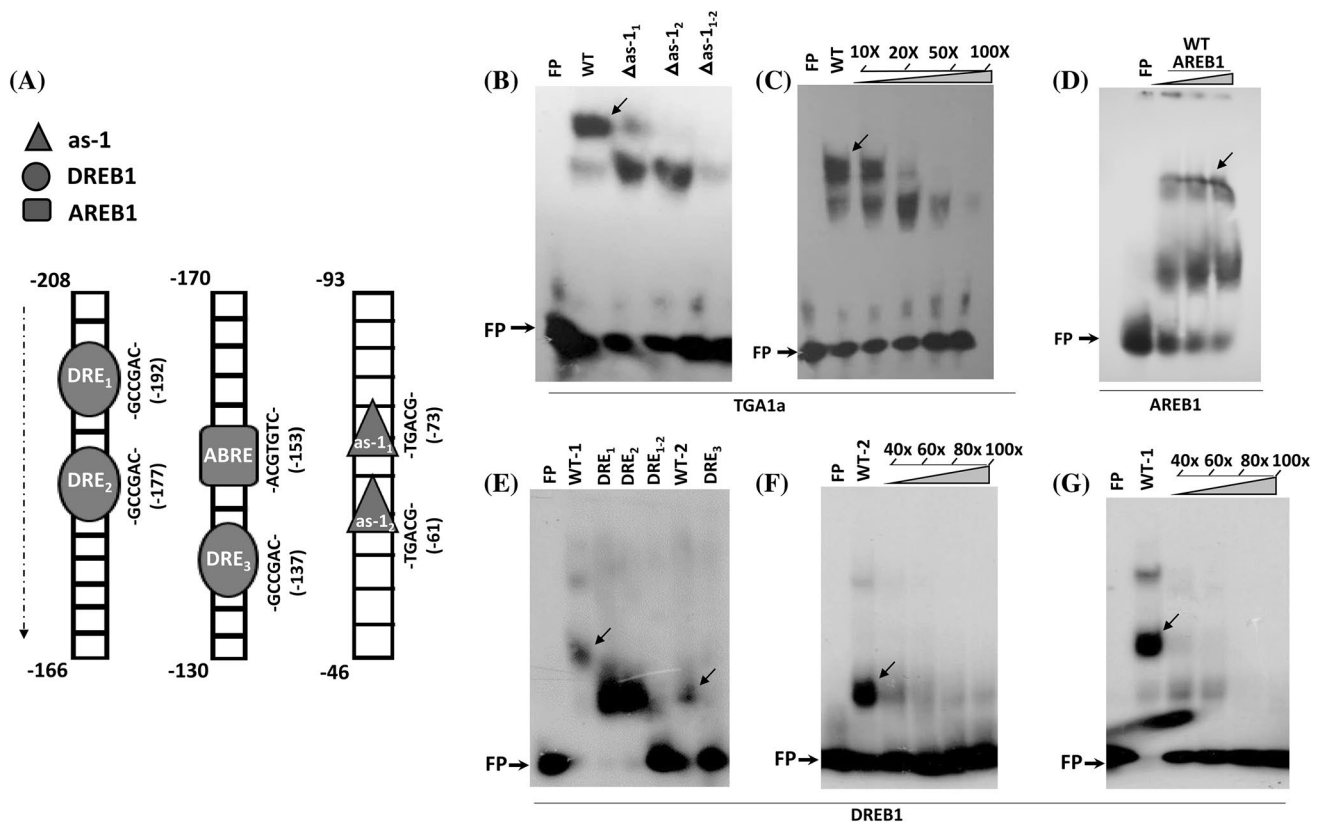 (A)
as-1
DREB1
AREB1
-208
-170
-93
DRE1
-GCCGAC-
(-192)
DRE2
-GCCGAC-
(-177)
ABRE
-ACGTGTC-
(-153)
DRE3
-GCCGAC-
(-137)
as-11
-TGACG-
(-73)
as-12
-TGACG-
(-61)
-166
-130
-46
(B)
FP
WT
Δas-11
Δas-12
Δas-11-2
FP
(C)
FP
WT
10X 20X 50X 100X
FP
TGA1a
(D)
FP
WT
AREB1
FP
AREB1
(E)
FP
WT-1
DRE1
DRE2
DRE1-2
WT-2
DRE3
FP
(F)
FP
WT-2
40x 60x 80x 100x
FP
(G)
FP
WT-1
40x 60x 80x 100x
FP
DREB1